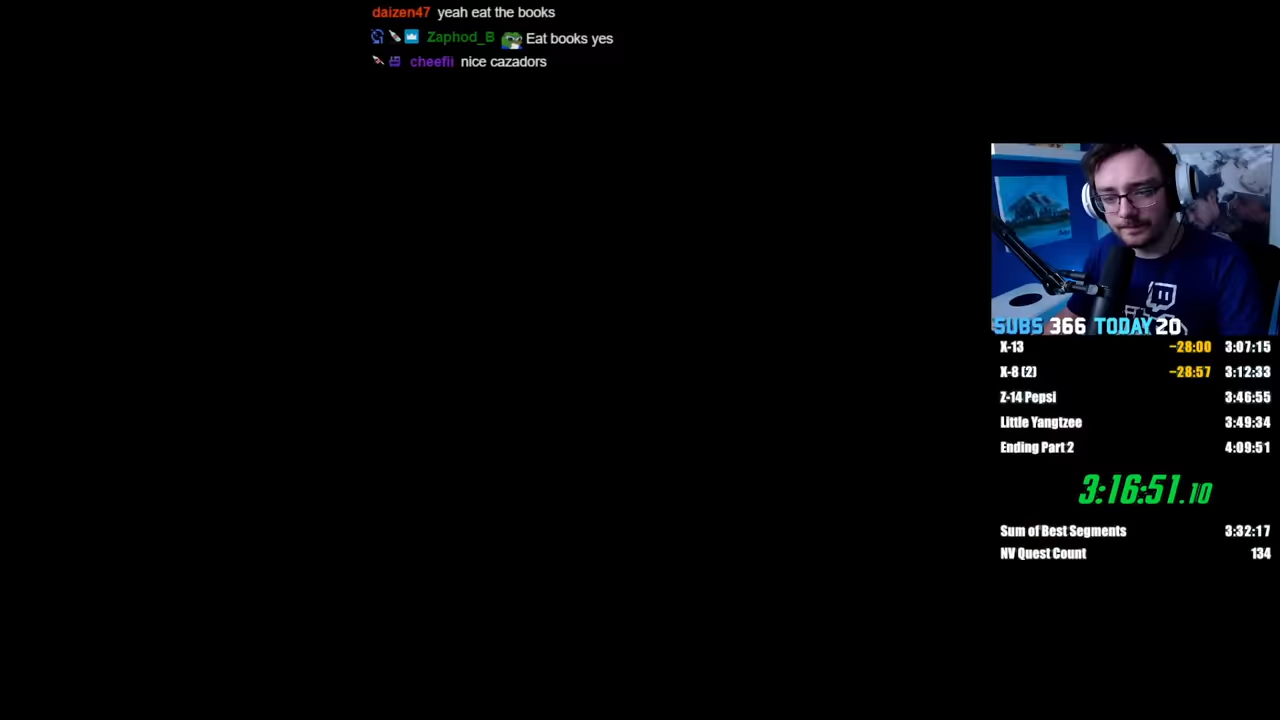 daizen47 yeah eat the books
Zaphod_B Eat books yes
cheefii nice cazadors
SUBS 366 TODAY 20
X-13 -28:00 3:07:15
X-8 (2) -28:57 3:12:33
Z-14 Pepsi 3:46:55
Little Yangtzee 3:49:34
Ending Part 2 4:09:51
3:16:51.10
Sum of Best Segments 3:32:17
NV Quest Count 134